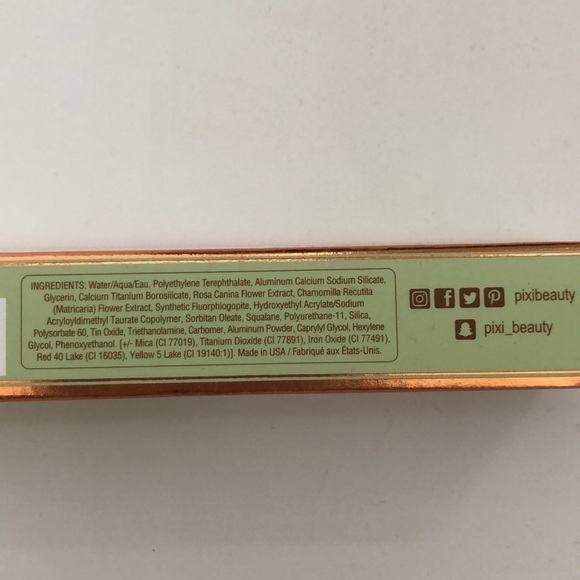 INGREDIENTS: Water/Aqua/Eau, Polyethylene Terephthalate, Aluminum Calcium Sodium Silicate,
Glycerin, Calcium Titanium Borosilicate, Rosa Canina Flower Extract, Chamomilla Recutita
(Matricaria) Flower Extract, Synthetic Fluorphlogopite, Hydroxyethyl Acrylate/Sodium
Acryloyldimethyl Taurate Copolymer, Sorbitan Oleate, Squalane, Polyurethane-11, Silica,
Polysorbate 60, Tin Oxide, Triethanolamine, Carbomer, Aluminum Powder, Caprylyl Glycol, Hexylene
Glycol, Phenoxyethanol. [+/- Mica (CI 77019), Titanium Dioxide (CI 77891), Iron Oxide (CI 77491),
Red 40 Lake (CI 16035), Yellow 5 Lake (CI 19140:1)]. Made in USA / Fabriqué aux États-Unis.
pixibeauty
pixi_beauty